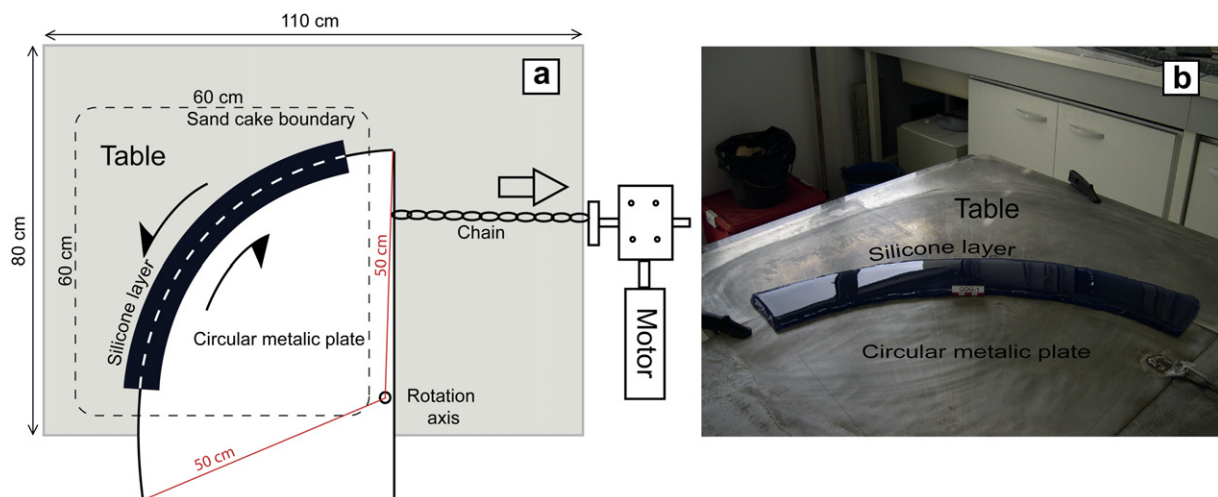 110 cm
a
60 cm
Sand cake boundary
Table
80 cm
60 cm
Silicone layer
50 cm
Chain
Circular metalic plate
Rotation
axis
50 cm
Motor
b
Table
Silicone layer
Circular metalic plate